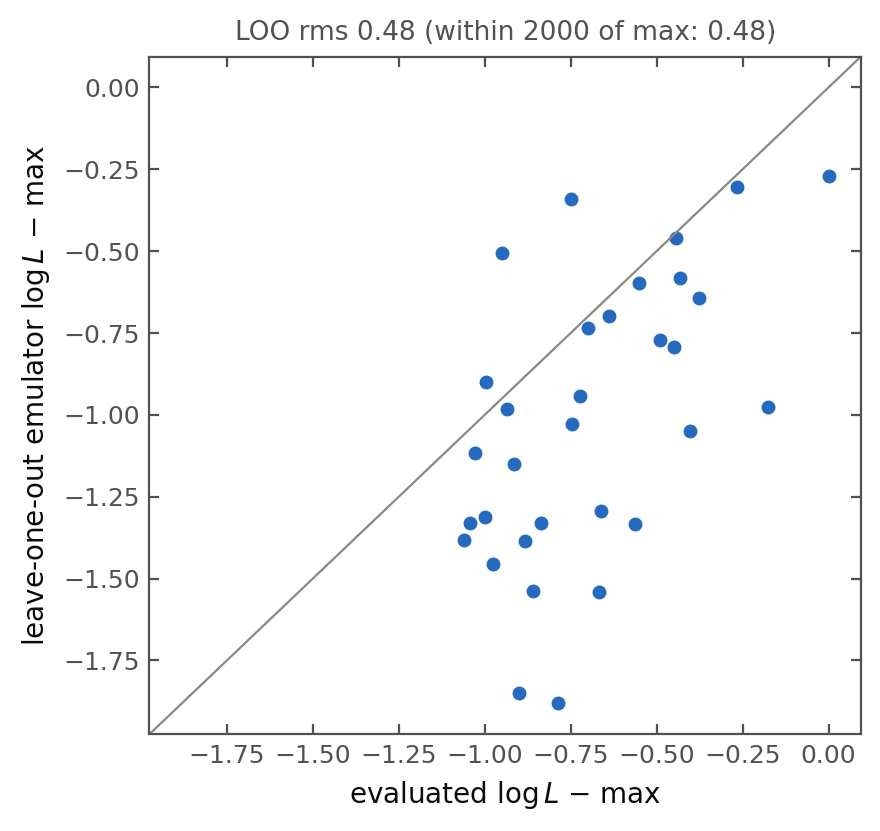 LOO rms 0.48 (within 2000 of max: 0.48)
leave-one-out emulator log L − max
0.00
−0.25
−0.50
−0.75
−1.00
−1.25
−1.50
−1.75
−1.75 −1.50 −1.25 −1.00 −0.75 −0.50 −0.25 0.00
evaluated log L − max